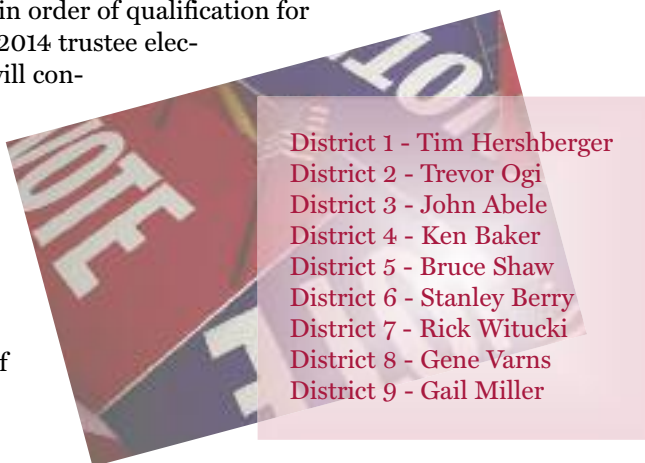 in order of qualification for
2014 trustee elec-
will con-
f
VOTE
VOTE
District 1 - Tim Hershberger
District 2 - Trevor Ogi
District 3 - John Abele
District 4 - Ken Baker
District 5 - Bruce Shaw
District 6 - Stanley Berry
District 7 - Rick Witucki
District 8 - Gene Varns
District 9 - Gail Miller